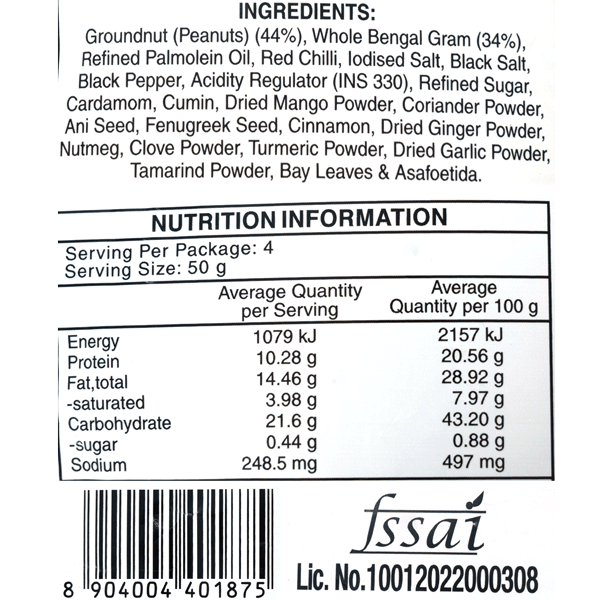 INGREDIENTS:
Groundnut (Peanuts) (44%), Whole Bengal Gram (34%),
Refined Palmolein Oil, Red Chilli, Iodised Salt, Black Salt,
Black Pepper, Acidity Regulator (INS 330), Refined Sugar,
Cardamom, Cumin, Dried Mango Powder, Coriander Powder,
Ani Seed, Fenugreek Seed, Cinnamon, Dried Ginger Powder,
Nutmeg, Clove Powder, Turmeric Powder, Dried Garlic Powder,
Tamarind Powder, Bay Leaves & Asafoetida.
NUTRITION INFORMATION
Serving Per Package: 4
Serving Size: 50 g
Average Quantity per Serving Average Quantity per 100 g
Energy 1079 kJ 2157 kJ
Protein 10.28 g 20.56 g
Fat,total 14.46 g 28.92 g
-saturated 3.98 g 7.97 g
Carbohydrate 21.6 g 43.20 g
-sugar 0.44 g 0.88 g
Sodium 248.5 mg 497 mg
fssai
8 904004 401875 Lic. No.10012022000308